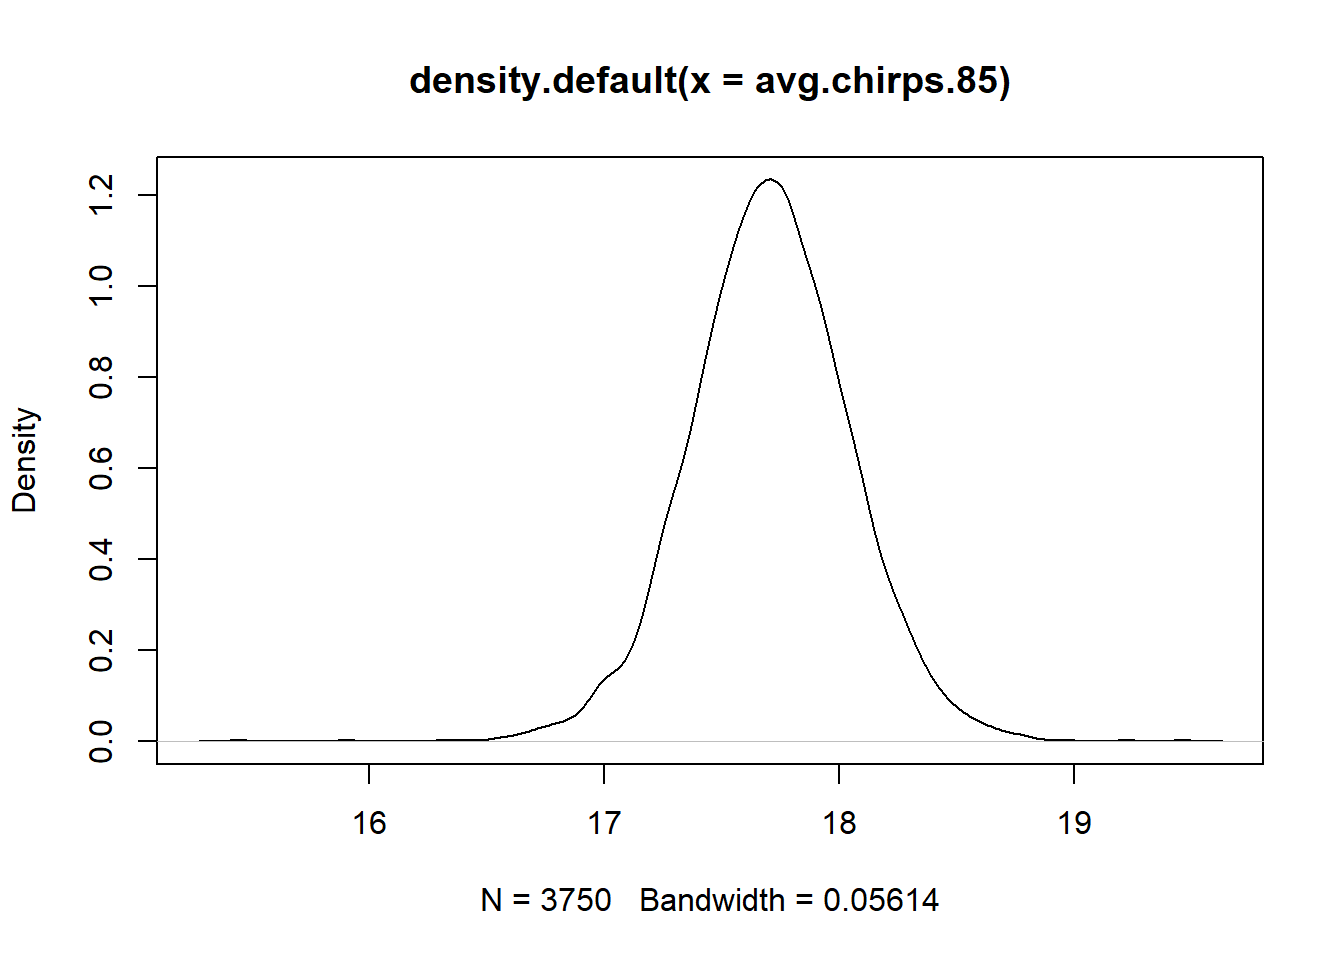 density.default(x = avg.chirps.85)
Density
1.2
1.0
0.8
0.6
0.4
0.2
0.0
16 17 18 19
N = 3750 Bandwidth = 0.05614